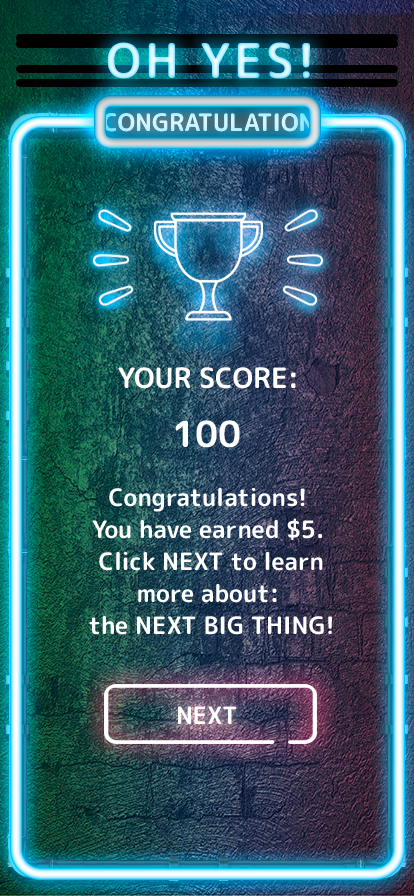 OH YES!
CONGRATULATION
YOUR SCORE:
100
Congratulations!
You have earned $5.
Click NEXT to learn
more about:
the NEXT BIG THING!
NEXT